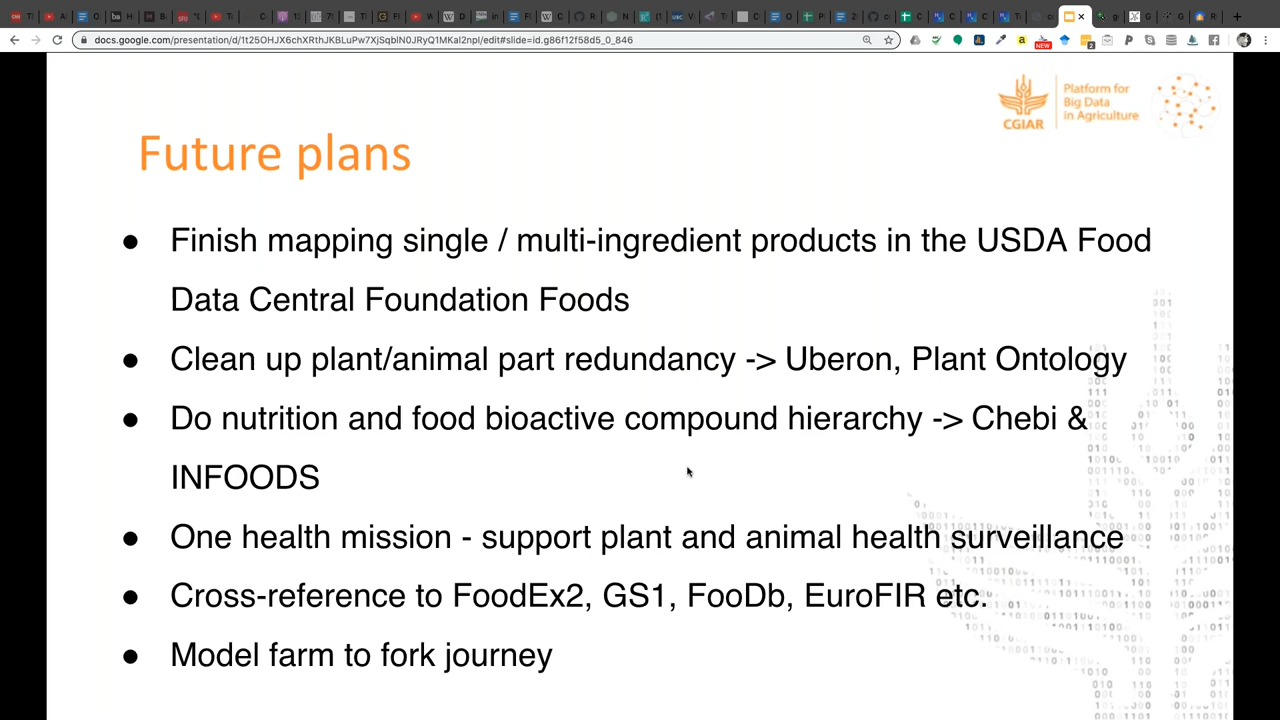 docs.google.com/presentation/d/1t25OHJX6chXRthJKBLuPw7XjSqblN0JRyQ1MKaI2npI/edit#slide=id.g86f12f58d5_0_846
NEW
CGIAR
Platform for
Big Data
in Agriculture
Future plans
● Finish mapping single / multi-ingredient products in the USDA Food
Data Central Foundation Foods
● Clean up plant/animal part redundancy -> Uberon, Plant Ontology
● Do nutrition and food bioactive compound hierarchy -> Chebi &
INFOODS
● One health mission - support plant and animal health surveillance
● Cross-reference to FoodEx2, GS1, FooDb, EuroFIR etc.
● Model farm to fork journey